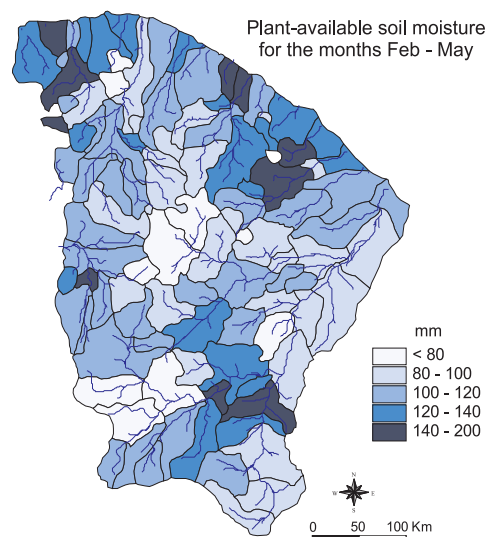 Plant-available soil moisture
for the months Feb - May
mm
< 80
80 - 100
100 - 120
120 - 140
140 - 200
N
W E
S
0 50 100 Km